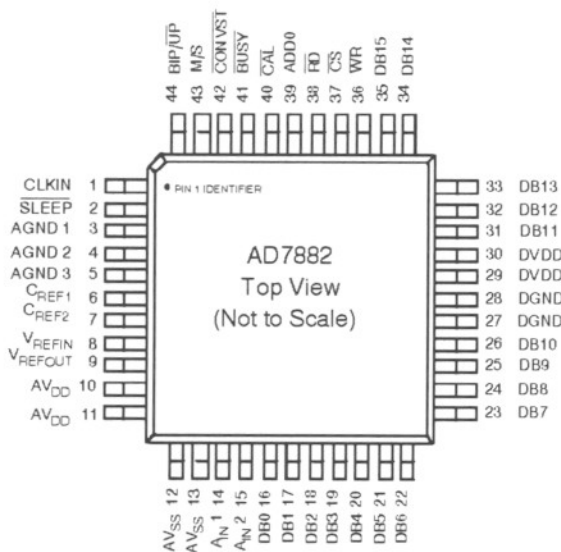 44 BIP/UP
43 M/S
42 CONVST
41 BUSY
40 CAL
39 ADD0
38 RD
37 CS
36 WR
35 DB15
34 DB14
CLKIN 1
SLEEP 2
AGND 1 3
AGND 2 4
AGND 3 5
CREF1 6
CREF2 7
VREFIN 8
VREFOUT 9
AVDD 10
AVDD 11
PIN 1 IDENTIFIER
AD7882
Top View
(Not to Scale)
33 DB13
32 DB12
31 DB11
30 DVDD
29 DVDD
28 DGND
27 DGND
26 DB10
25 DB9
24 DB8
23 DB7
AVSS 12
AVSS 13
AIN 1 14
AIN 2 15
DB0 16
DB1 17
DB2 18
DB3 19
DB4 20
DB5 21
DB6 22